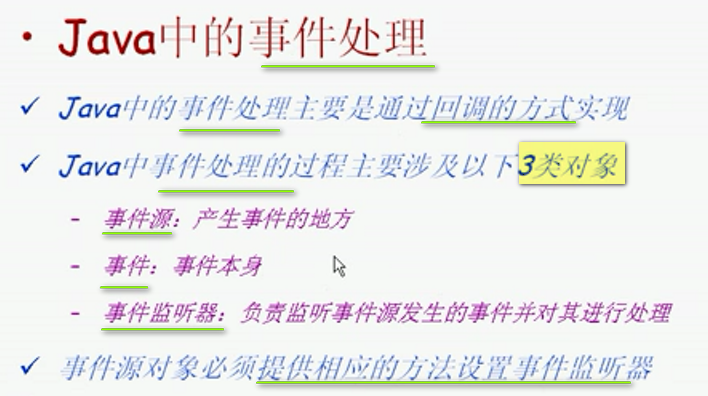 • Java中的事件处理
✓ Java中的事件处理主要是通过回调的方式实现
✓ Java中事件处理的过程主要涉及以下3类对象
- 事件源：产生事件的地方
- 事件：事件本身
- 事件监听器：负责监听事件源发生的事件并对其进行处理
✓ 事件源对象必须提供相应的方法设置事件监听器